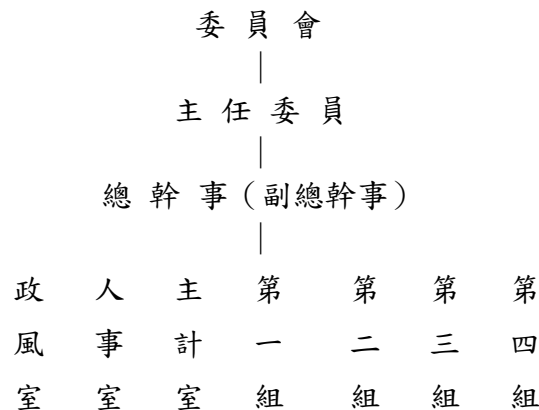 委員會
主任委員
總幹事（副總幹事）
政風室
人事室
主計室
第一組
第二組
第三組
第四組